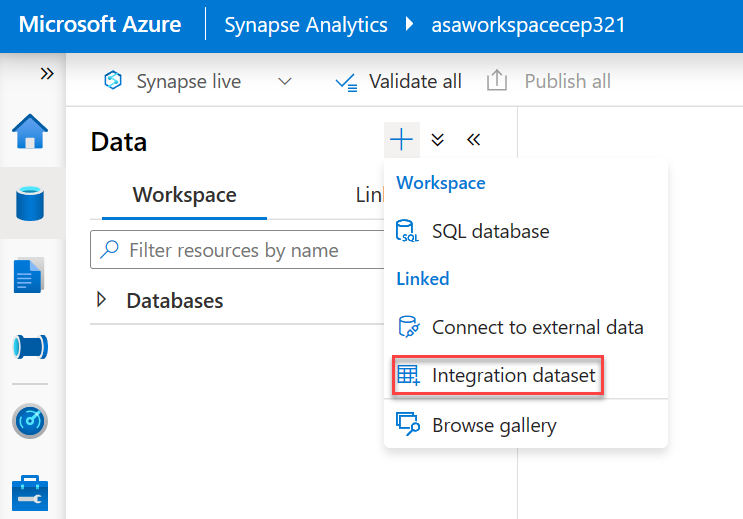 Microsoft Azure Synapse Analytics asaworkspacecep321
Synapse live Validate all Publish all
Data
Workspace Lin
Workspace
SQL database
Filter resources by name
Linked
Databases
Connect to external data
Integration dataset
Browse gallery